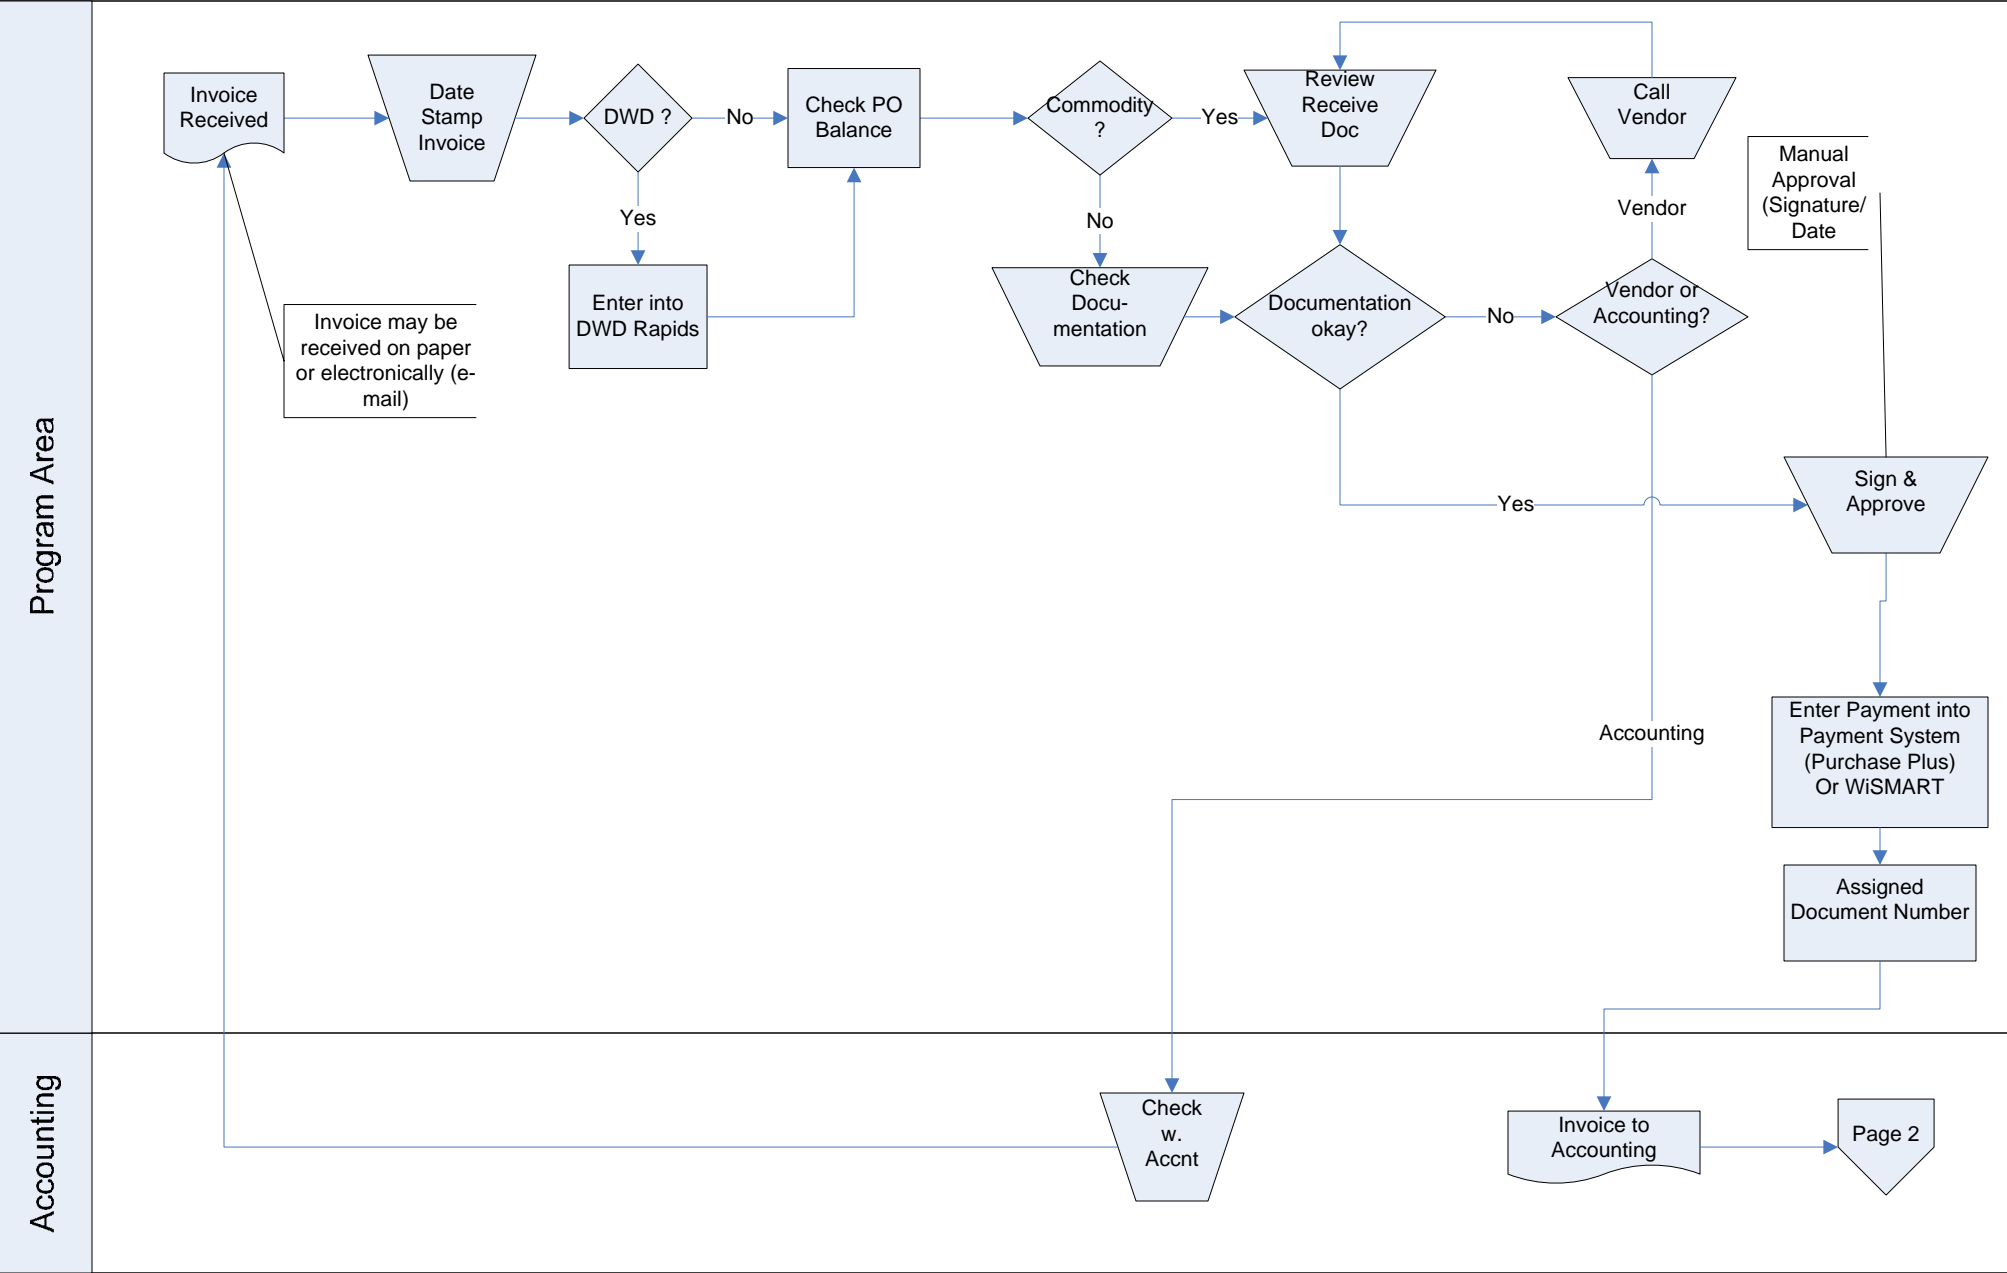 Program Area
Invoice
Received
Date
Stamp
Invoice
DWD ?
No
Yes
Enter into
DWD Rapids
Check PO
Balance
Commodity
?
Yes
No
Review
Receive
Doc
Check
Docu-
mentation
Documentation
okay?
No
Yes
Vendor or
Accounting?
Vendor
Call
Vendor
Manual
Approval
(Signature/
Date
Invoice may be
received on paper
or electronically (e-
mail)
Sign &
Approve
Accounting
Enter Payment into
Payment System
(Purchase Plus)
Or WiSMART
Assigned
Document Number
Accounting
Check
w.
Accnt
Invoice to
Accounting
Page 2